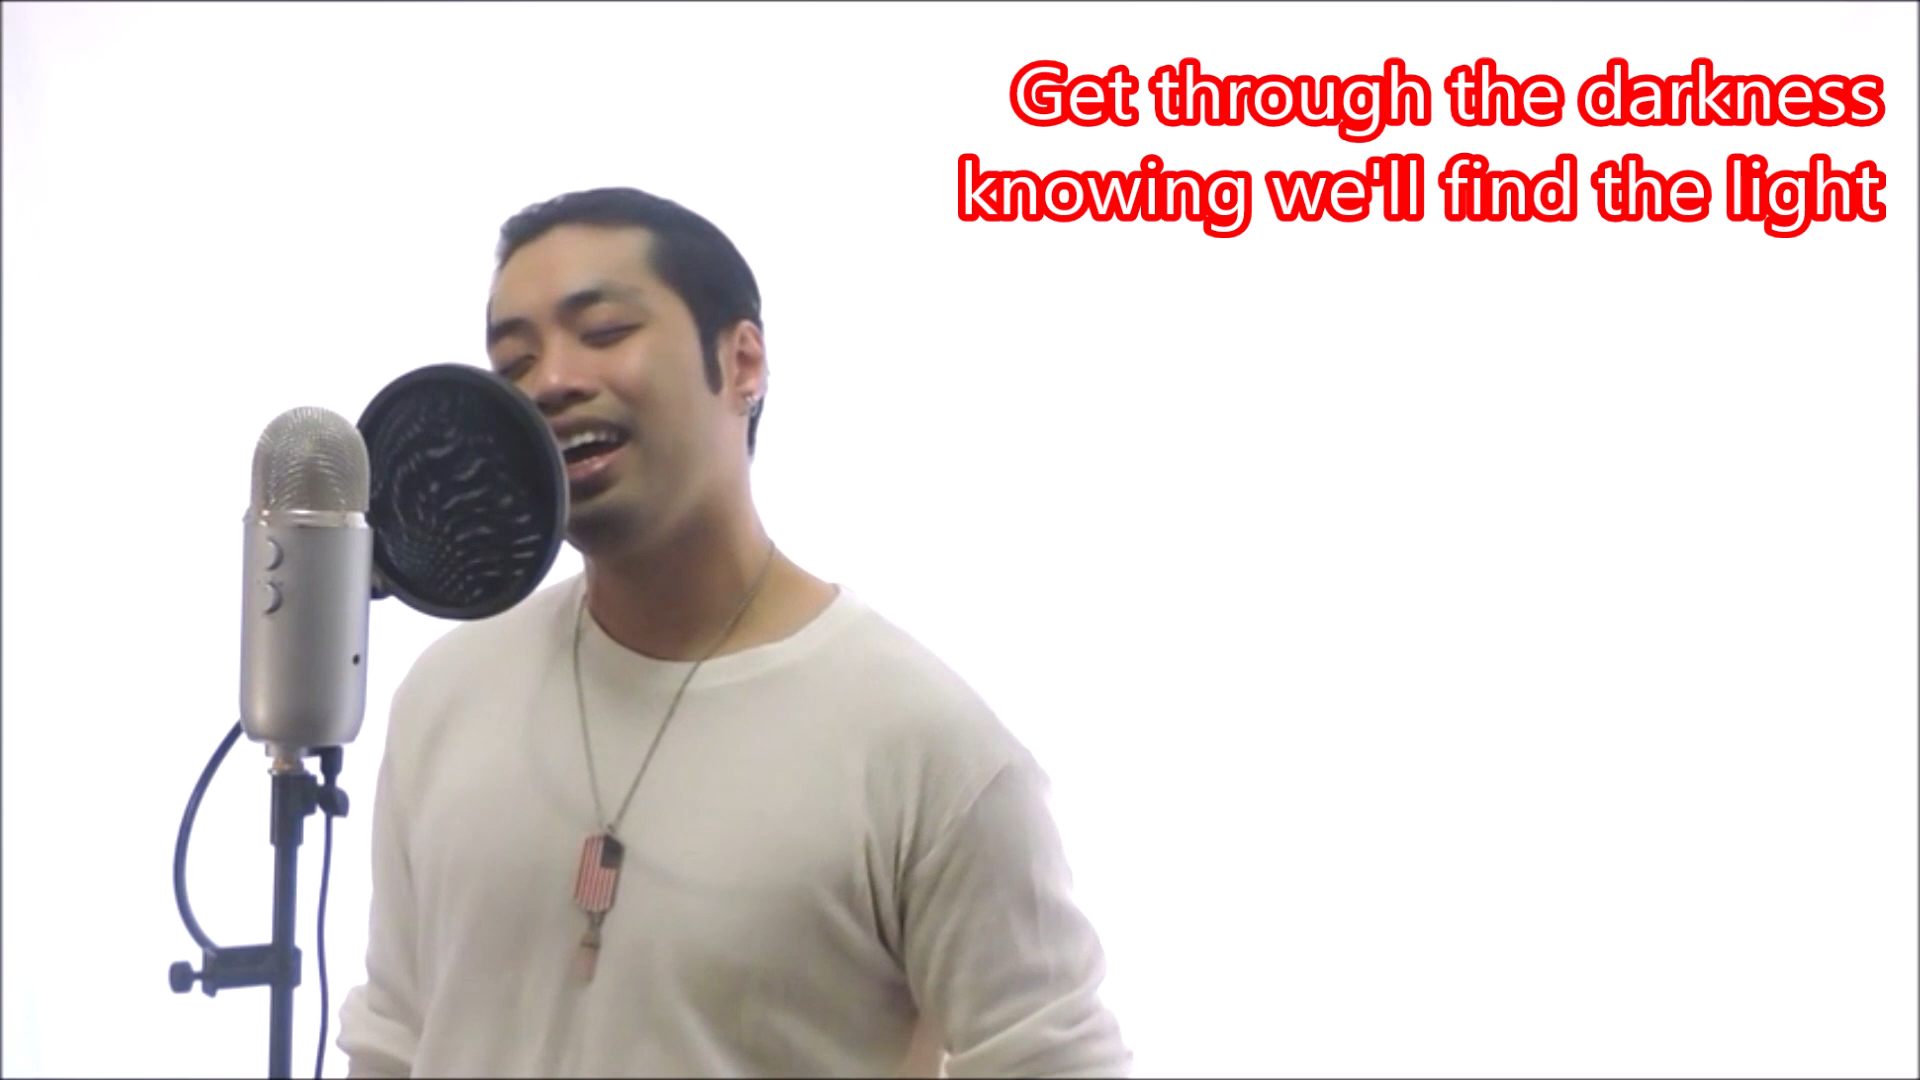 Get through the darkness
knowing we'll find the light